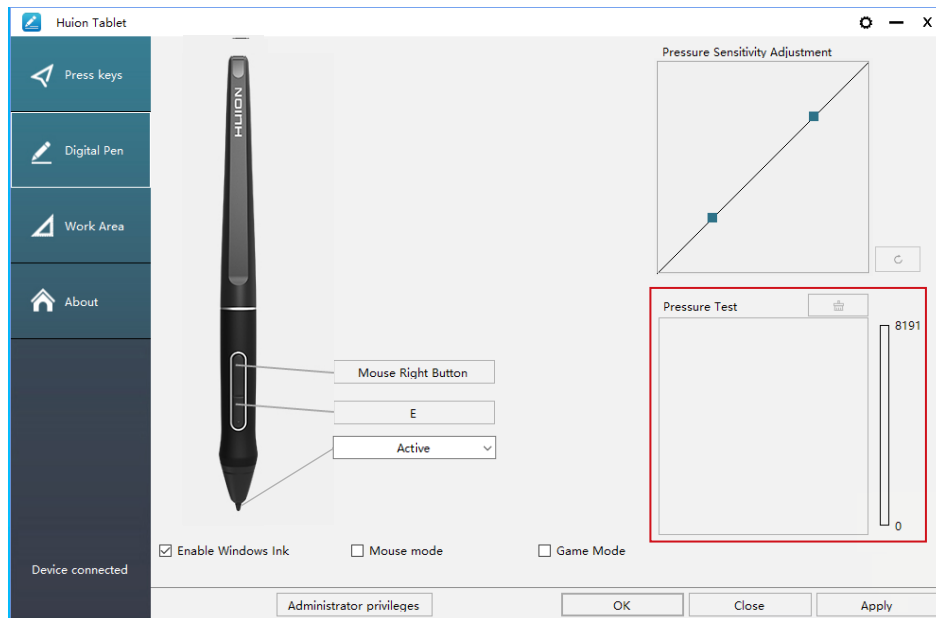 Huion Tablet
Press keys
Digital Pen
Work Area
About
Device connected
HUION
Mouse Right Button
E
Active
Enable Windows Ink
Mouse mode
Game Mode
Pressure Sensitivity Adjustment
Pressure Test
8191
0
Administrator privileges
OK
Close
Apply